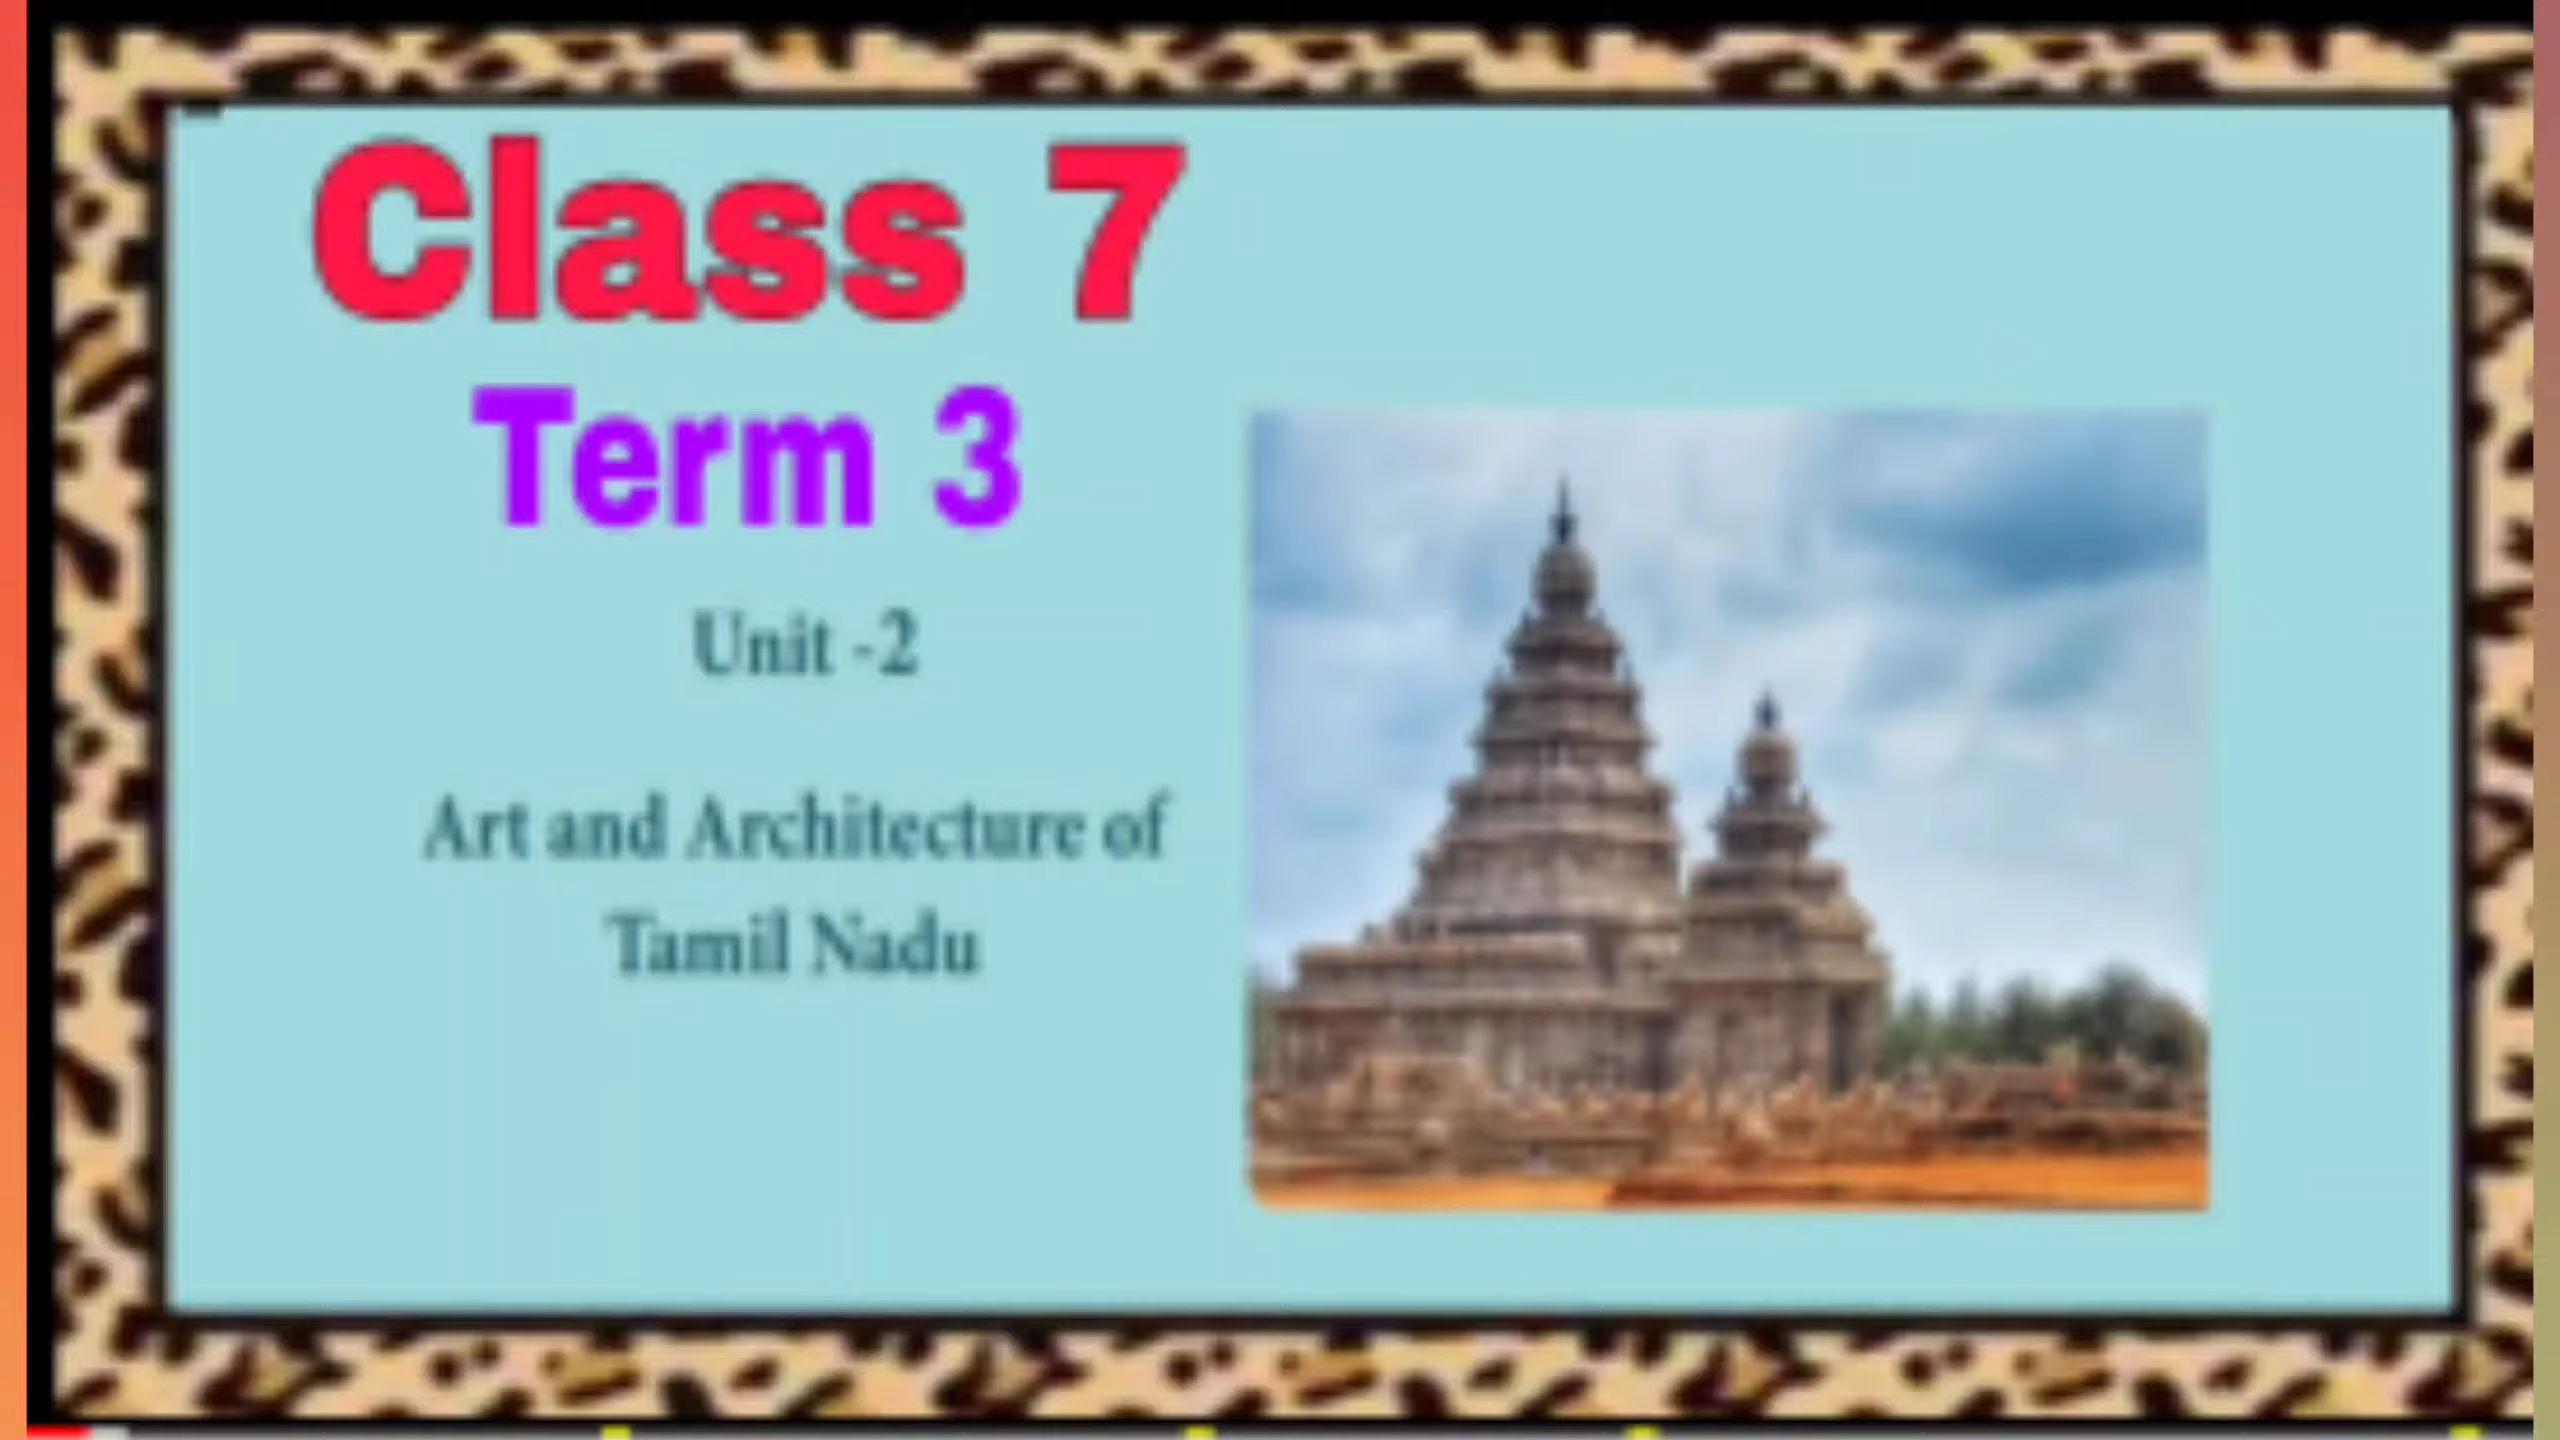 Class 7
Term 3
Unit -2
Art and Architecture of
Tamil Nadu